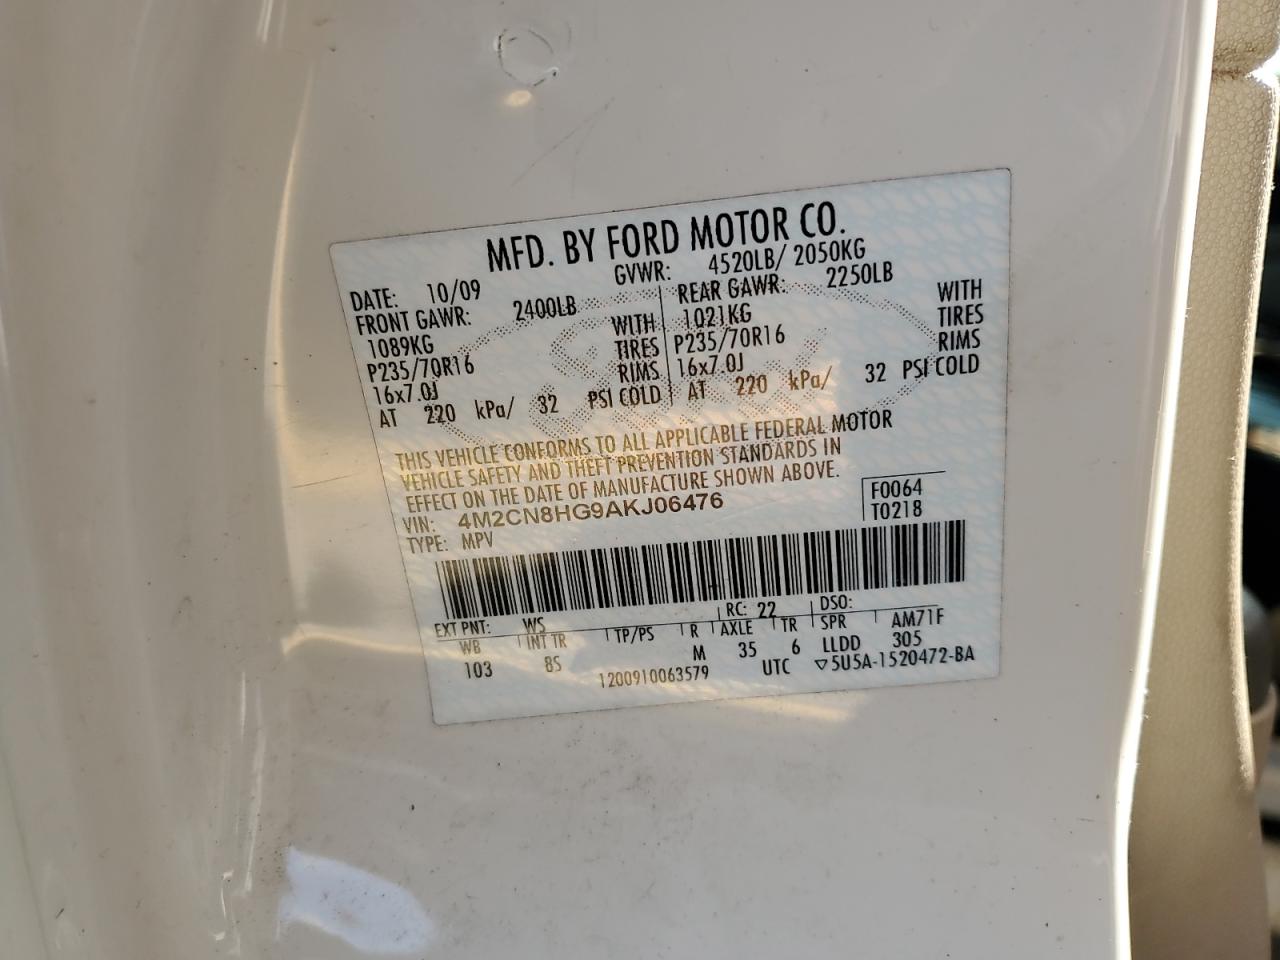 MFD. BY FORD MOTOR CO.
DATE: 10/09 GVWR: 4520LB/ 2050KG
FRONT GAWR: 2400LB REAR GAWR: 2250LB
1089KG WITH 1021KG WITH
P235/70R16 TIRES P235/70R16 TIRES
16x7.0J RIMS 16x7.0J RIMS
AT 220 kPa/ 32 PSI COLD AT 220 kPa/ 32 PSI COLD
THIS VEHICLE CONFORMS TO ALL APPLICABLE FEDERAL MOTOR
VEHICLE SAFETY AND THEFT PREVENTION STANDARDS IN
EFFECT ON THE DATE OF MANUFACTURE SHOWN ABOVE.
VIN: 4M2CN8HG9AKJ06476 F0064
TYPE: MPV T0218
EXT PNT: WS RC: 22 DSO:
WB INT TR TP/PS R AXLE TR SPR AM71F
103 8S M 35 6 LLDD 305
1200910063579 UTC ▽5U5A-1520472-BA